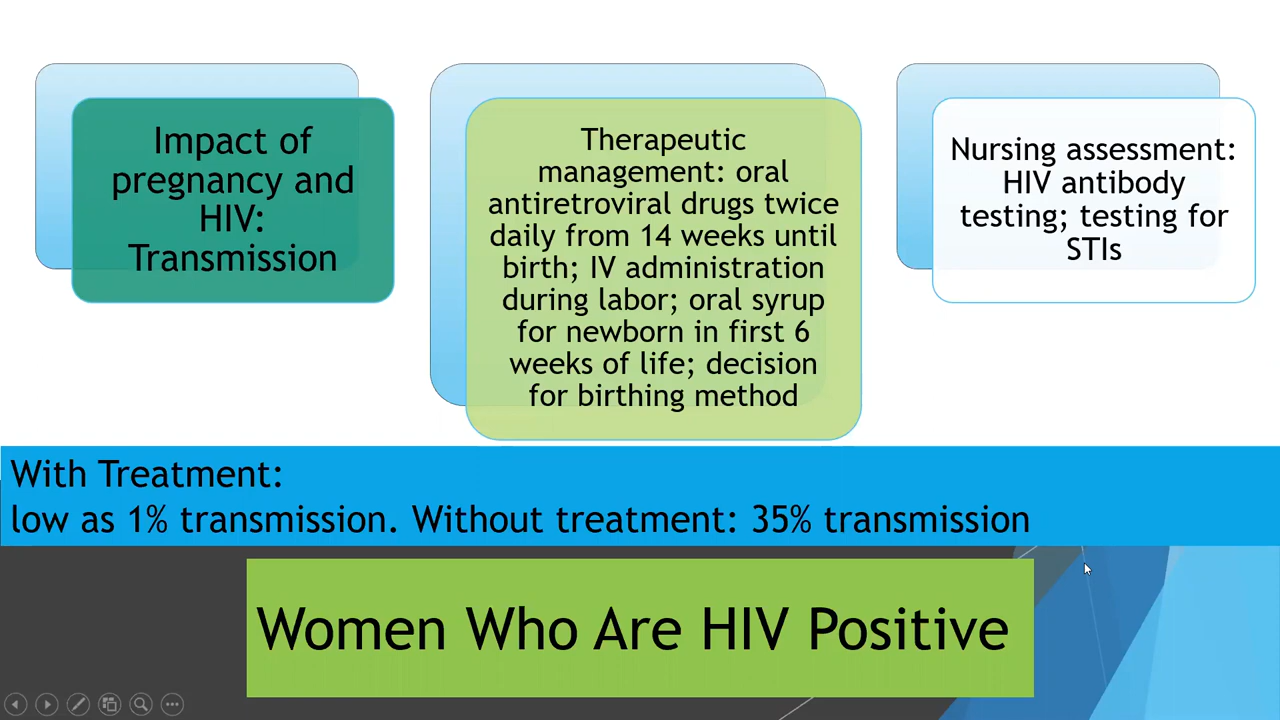 Impact of
pregnancy and
HIV:
Transmission
Therapeutic
management: oral
antiretroviral drugs twice
daily from 14 weeks until
birth; IV administration
during labor; oral syrup
for newborn in first 6
weeks of life; decision
for birthing method
Nursing assessment:
HIV antibody
testing; testing for
STIs
With Treatment:
low as 1% transmission. Without treatment: 35% transmission
Women Who Are HIV Positive